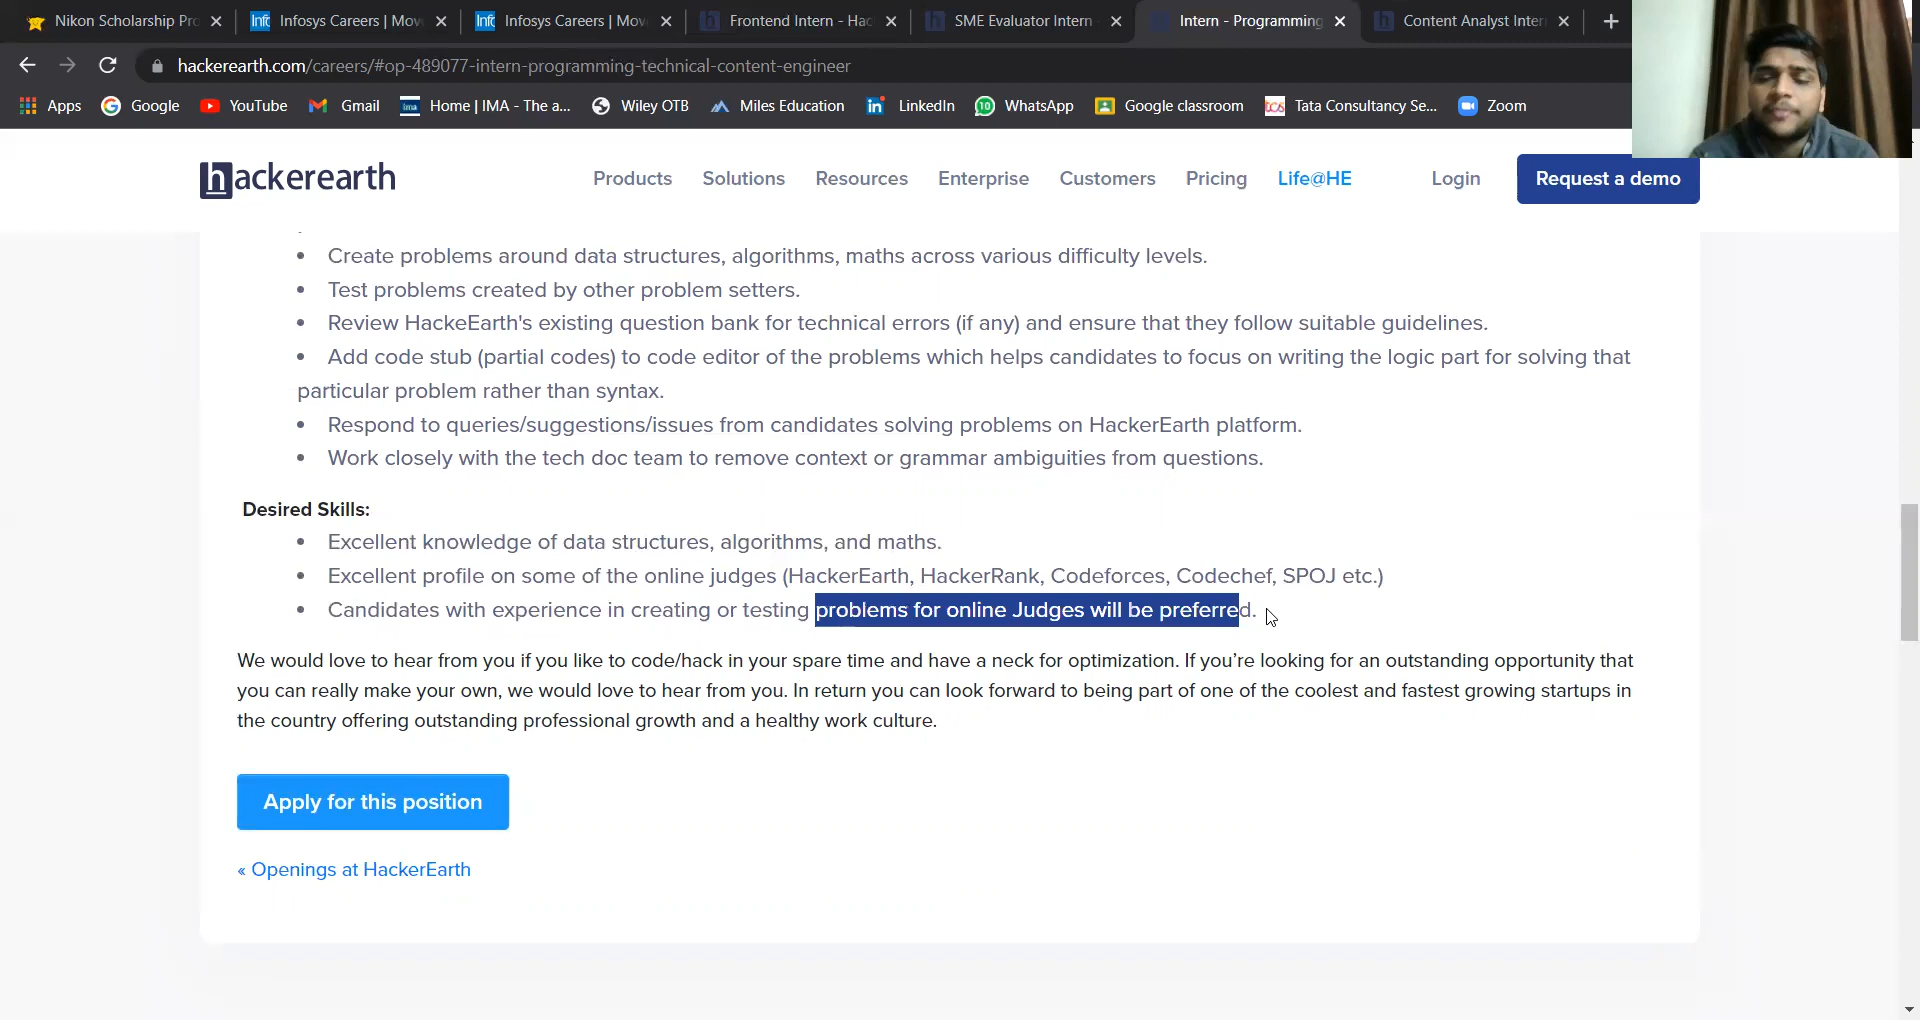 Nikon Scholarship Pro
Infosys Careers | Move
Infosys Careers | Mov
Frontend Intern - Hac
SME Evaluator Intern
Intern - Programming
Content Analyst Inter
hackerearth.com/careers/#op-489077-intern-programming-technical-content-engineer
Apps
Google
YouTube
Gmail
Home | IMA - The a...
Wiley OTB
Miles Education
LinkedIn
WhatsApp
Google classroom
Tata Consultancy Se...
Zoom
hackerearth
Products
Solutions
Resources
Enterprise
Customers
Pricing
Life@HE
Login
Request a demo
• Create problems around data structures, algorithms, maths across various difficulty levels.
• Test problems created by other problem setters.
• Review HackeEarth's existing question bank for technical errors (if any) and ensure that they follow suitable guidelines.
• Add code stub (partial codes) to code editor of the problems which helps candidates to focus on writing the logic part for solving that
particular problem rather than syntax.
• Respond to queries/suggestions/issues from candidates solving problems on HackerEarth platform.
• Work closely with the tech doc team to remove context or grammar ambiguities from questions.
Desired Skills:
• Excellent knowledge of data structures, algorithms, and maths.
• Excellent profile on some of the online judges (HackerEarth, HackerRank, Codeforces, Codechef, SPOJ etc.)
• Candidates with experience in creating or testing problems for online Judges will be preferred.
We would love to hear from you if you like to code/hack in your spare time and have a neck for optimization. If you’re looking for an outstanding opportunity that
you can really make your own, we would love to hear from you. In return you can look forward to being part of one of the coolest and fastest growing startups in
the country offering outstanding professional growth and a healthy work culture.
Apply for this position
« Openings at HackerEarth